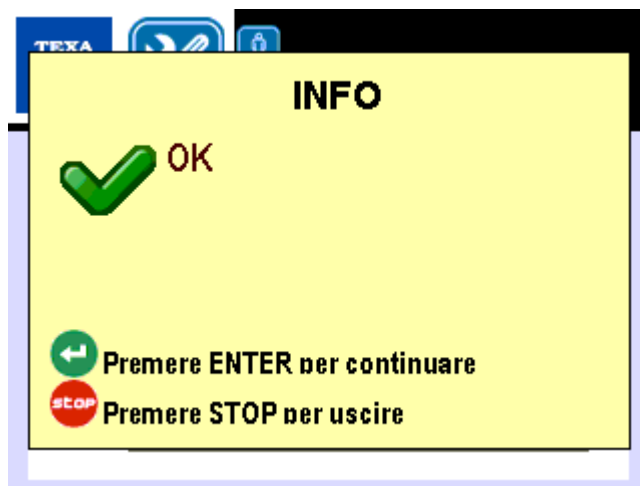 TEXA
INFO
OK
Premere ENTER per continuare
stop Premere STOP per uscire